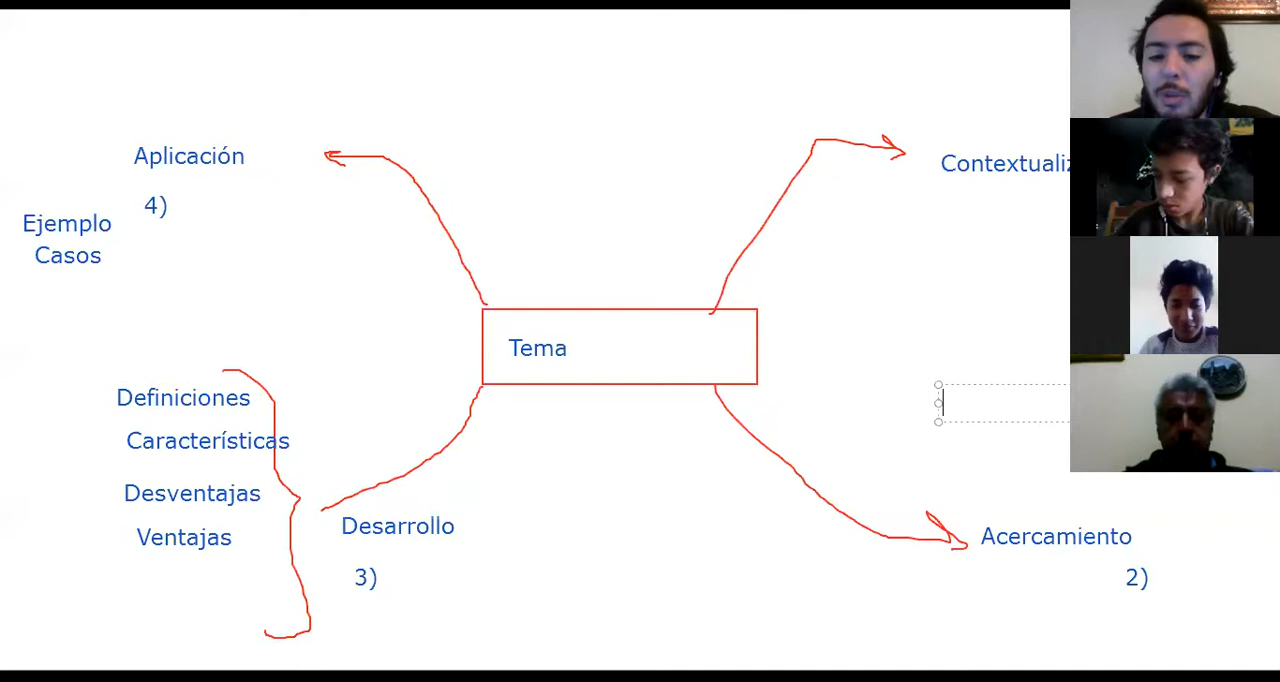 Aplicación
4)
Ejemplo
Casos
Contextualiz
Tema
Definiciones
Características
Desventajas
Ventajas
Desarrollo
3)
Acercamiento
2)